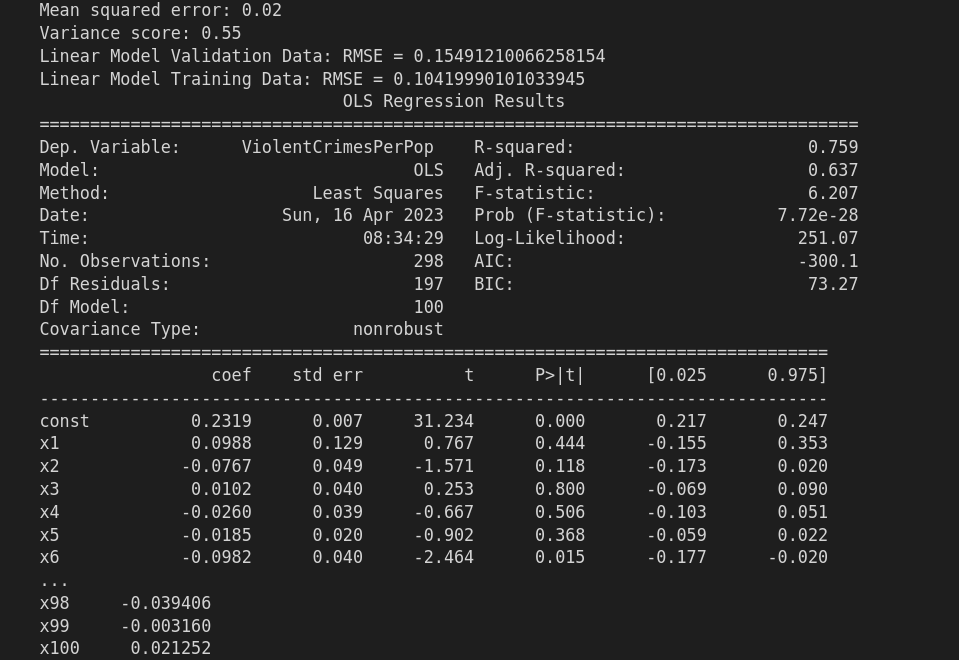 Mean squared error: 0.02
Variance score: 0.55
Linear Model Validation Data: RMSE = 0.15491210066258154
Linear Model Training Data: RMSE = 0.10419990101033945
                              OLS Regression Results
=================================================================================
Dep. Variable:      ViolentCrimesPerPop    R-squared:                       0.759
Model:                               OLS   Adj. R-squared:                  0.637
Method:                    Least Squares   F-statistic:                     6.207
Date:                   Sun, 16 Apr 2023   Prob (F-statistic):           7.72e-28
Time:                           08:34:29   Log-Likelihood:                 251.07
No. Observations:                    298   AIC:                            -300.1
Df Residuals:                        197   BIC:                             73.27
Df Model:                            100
Covariance Type:               nonrobust
==============================================================================
                 coef    std err          t      P>|t|      [0.025      0.975]
------------------------------------------------------------------------------
const          0.2319      0.007     31.234      0.000       0.217       0.247
x1             0.0988      0.129      0.767      0.444      -0.155       0.353
x2            -0.0767      0.049     -1.571      0.118      -0.173       0.020
x3             0.0102      0.040      0.253      0.800      -0.069       0.090
x4            -0.0260      0.039     -0.667      0.506      -0.103       0.051
x5            -0.0185      0.020     -0.902      0.368      -0.059       0.022
x6            -0.0982      0.040     -2.464      0.015      -0.177      -0.020
...
x98     -0.039406
x99     -0.003160
x100     0.021252